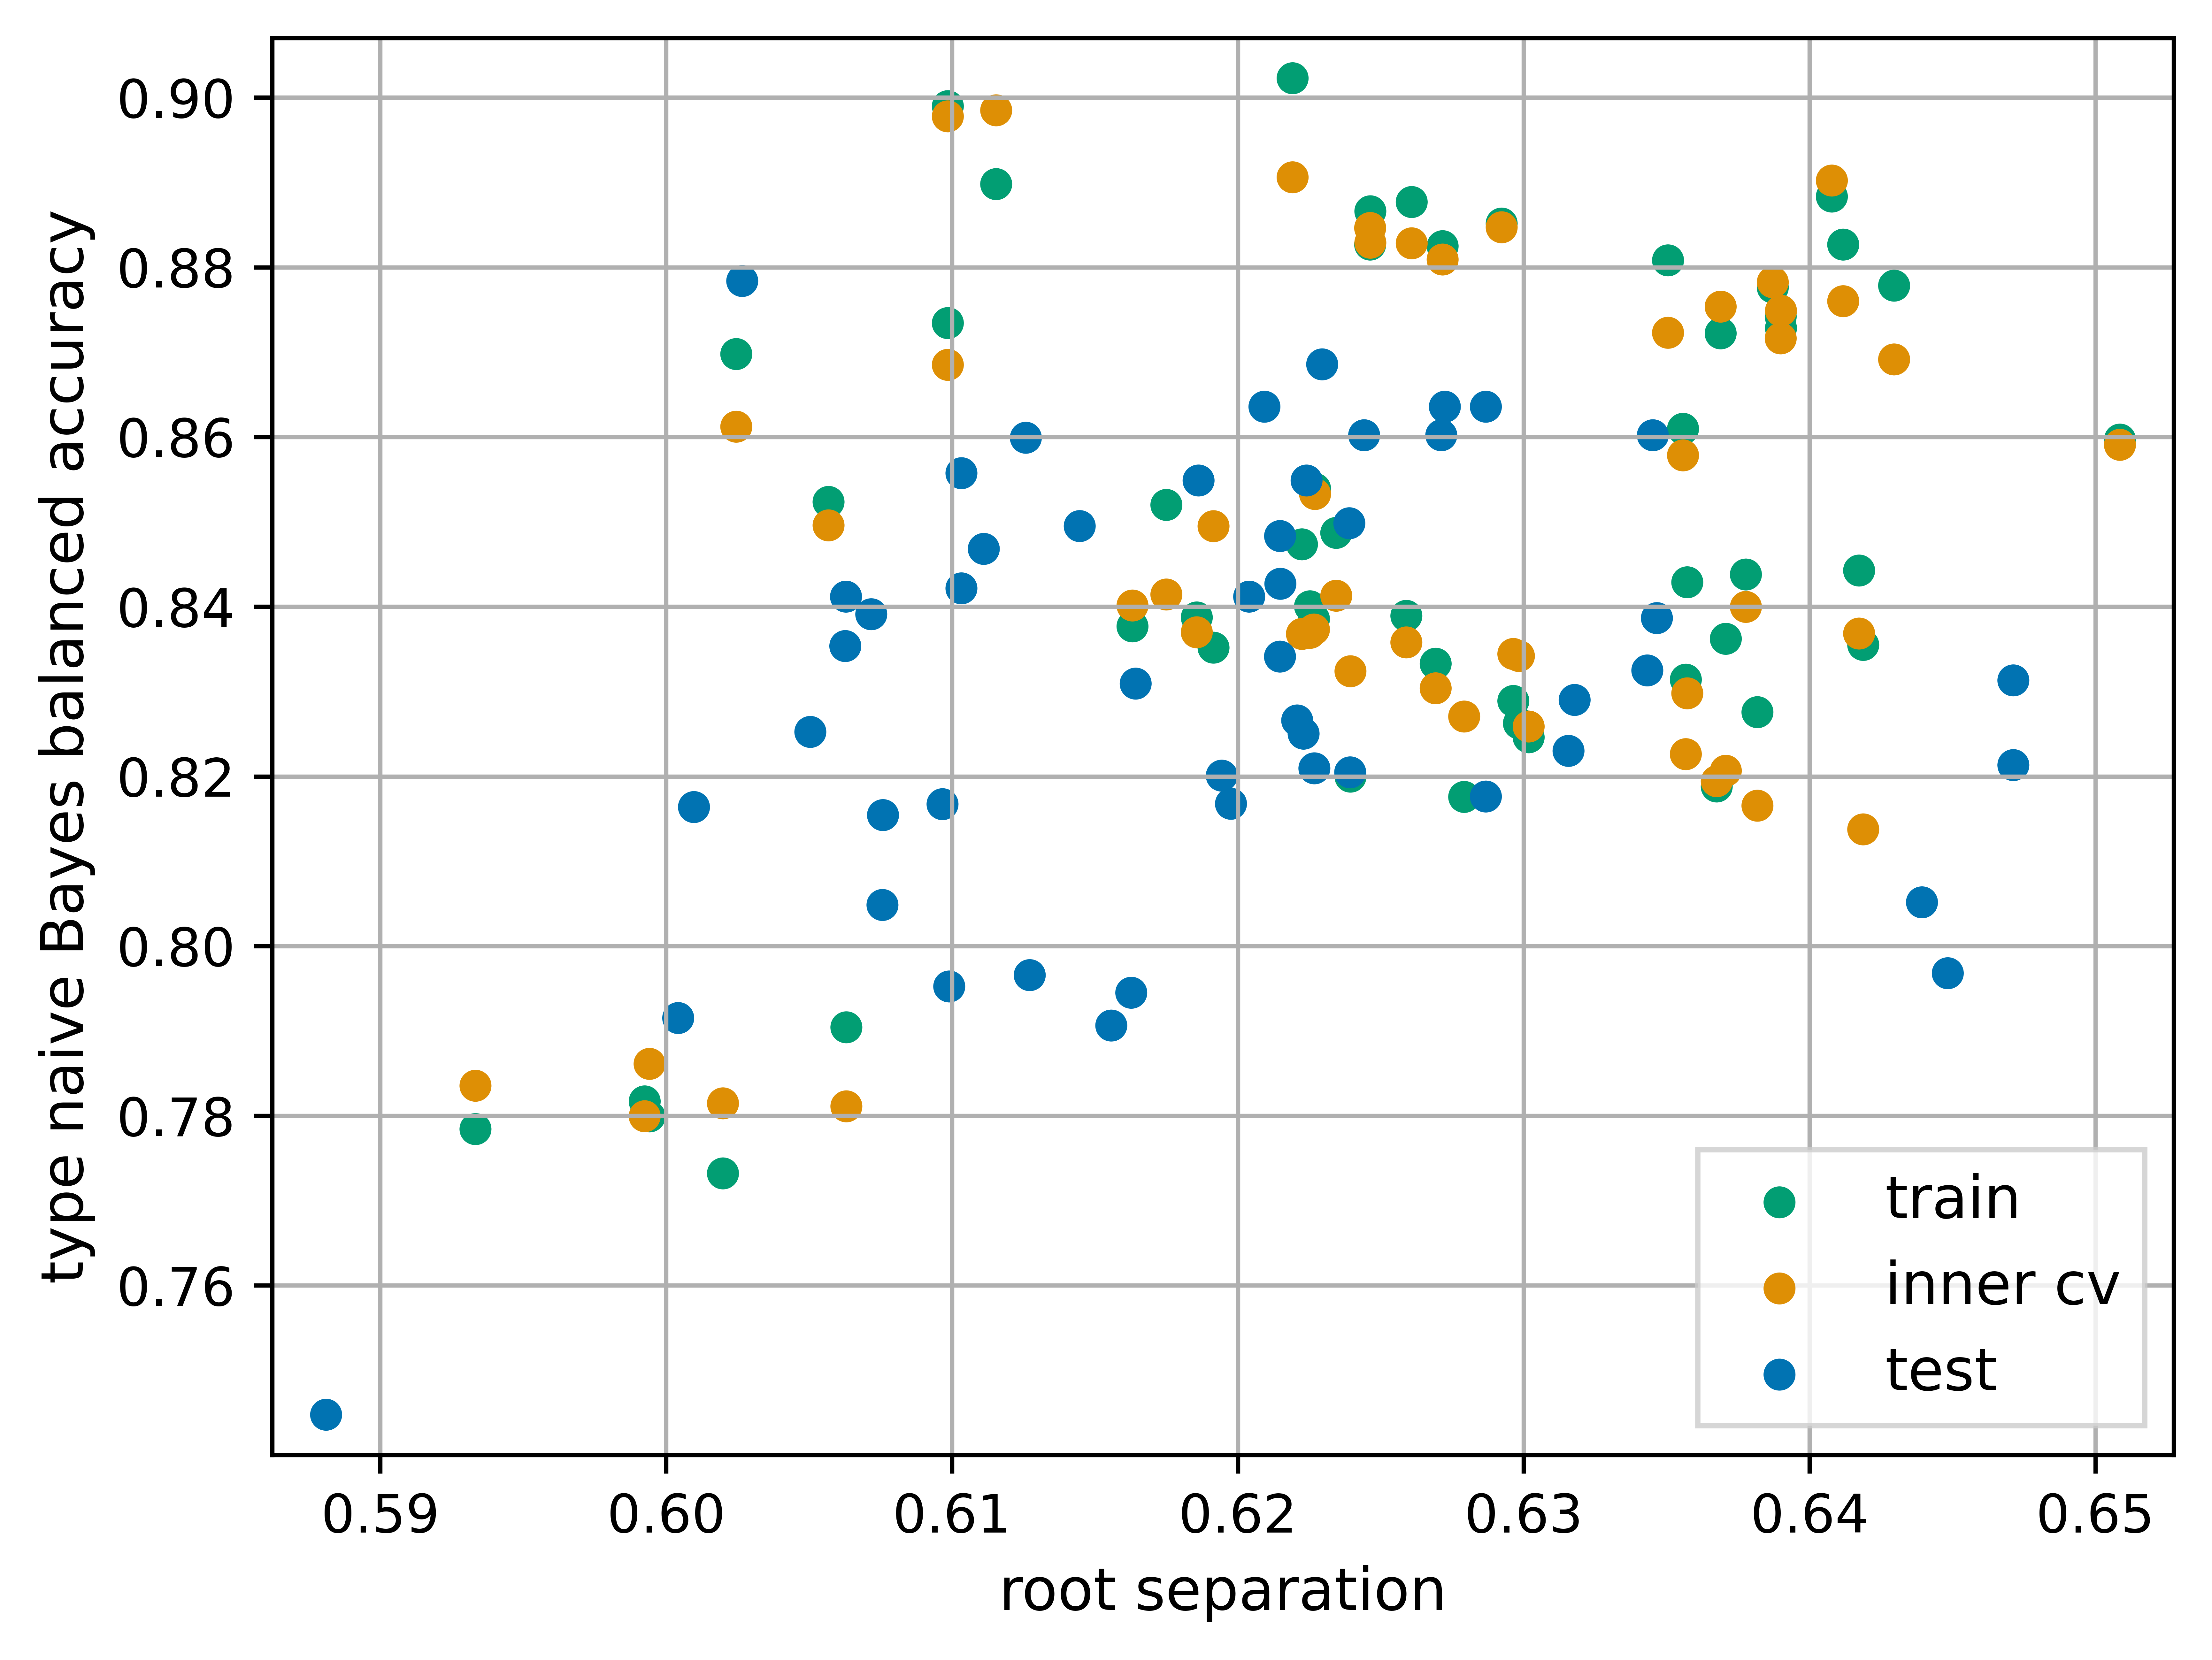 type naive Bayes balanced accuracy
0.90
0.88
0.86
0.84
0.82
0.80
0.78
0.76
train
inner cv
test
0.59 0.60 0.61 0.62 0.63 0.64 0.65
root separation